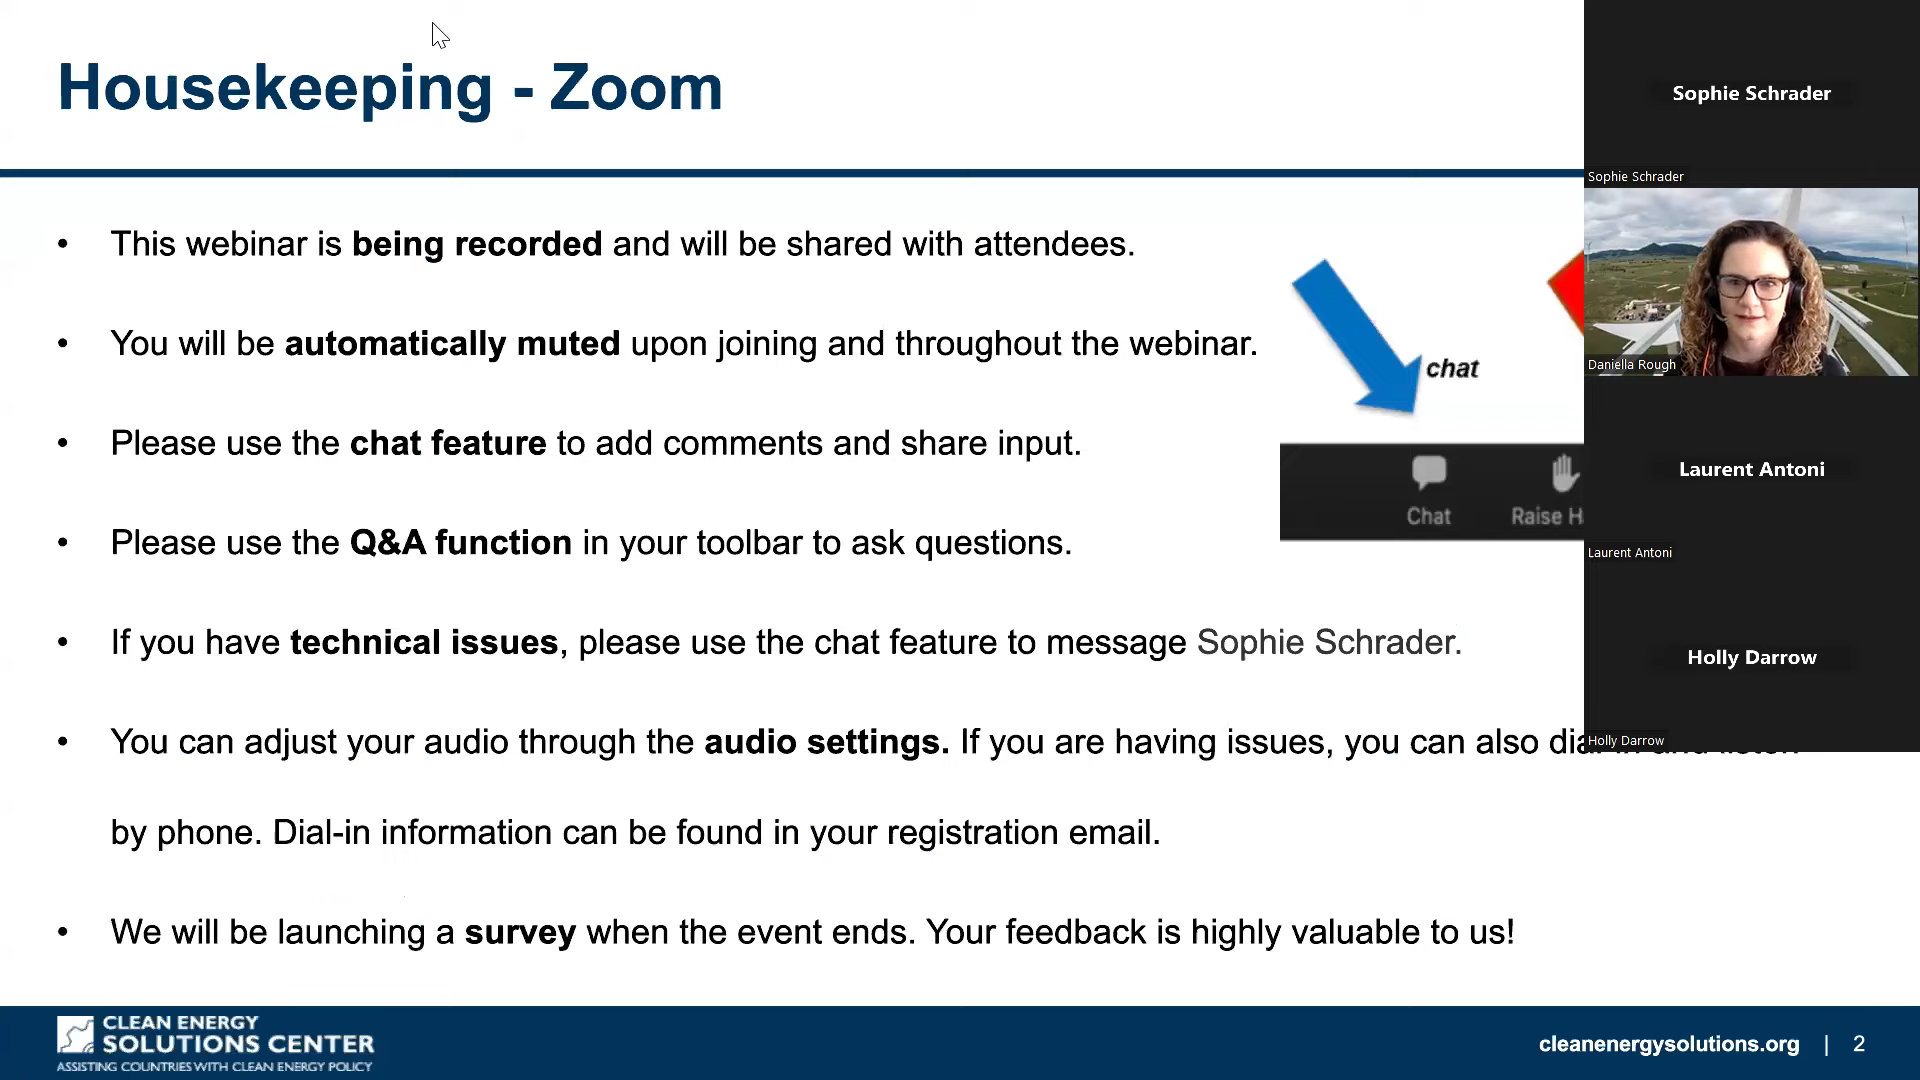 Housekeeping - Zoom
• This webinar is being recorded and will be shared with attendees.
• You will be automatically muted upon joining and throughout the webinar.
• Please use the chat feature to add comments and share input.
• Please use the Q&A function in your toolbar to ask questions.
• If you have technical issues, please use the chat feature to message Sophie Schrader.
• You can adjust your audio through the audio settings. If you are having issues, you can also
by phone. Dial-in information can be found in your registration email.
• We will be launching a survey when the event ends. Your feedback is highly valuable to us!
chat
Chat
Raise H
Sophie Schrader
Sophie Schrader
Daniella Rough
Laurent Antoni
Laurent Antoni
Holly Darrow
Holly Darrow
CLEAN ENERGY
SOLUTIONS CENTER
ASSISTING COUNTRIES WITH CLEAN ENERGY POLICY
cleanenergysolutions.org | 2